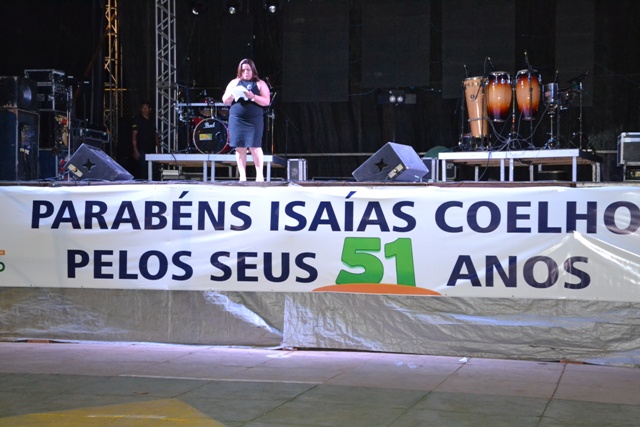 PARABÉNS ISAÍAS COELHO
PELOS SEUS 51 ANOS